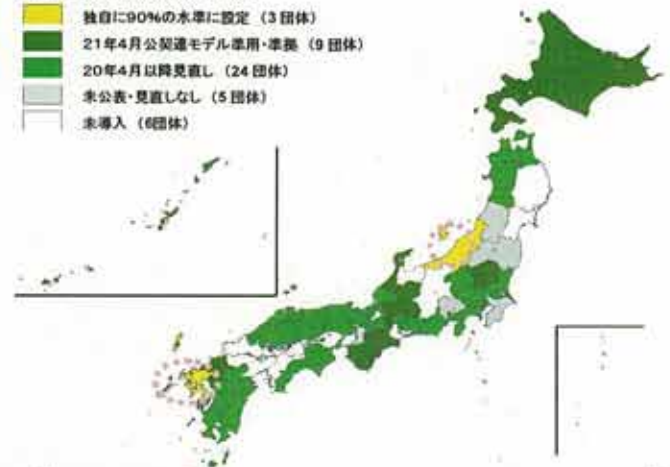 独自に90%の水準に設定（3団体）
21年4月公契連モデル準用・準拠（9団体）
20年4月以降見直し（24団体）
未公表・見直しなし（5団体）
未導入（6団体）